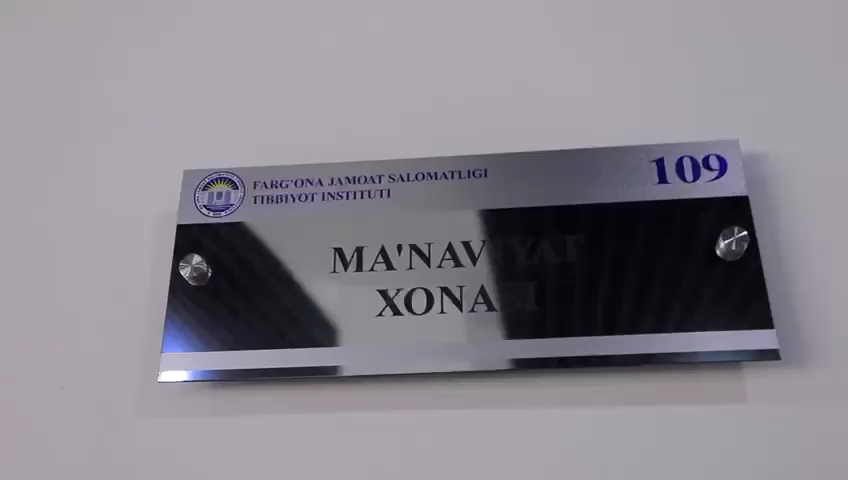 FARG'ONA JAMOAT SALOMATLIGI
TIBBIYOT INSTITUTI
109
MA'NAVIYAT
XONASI